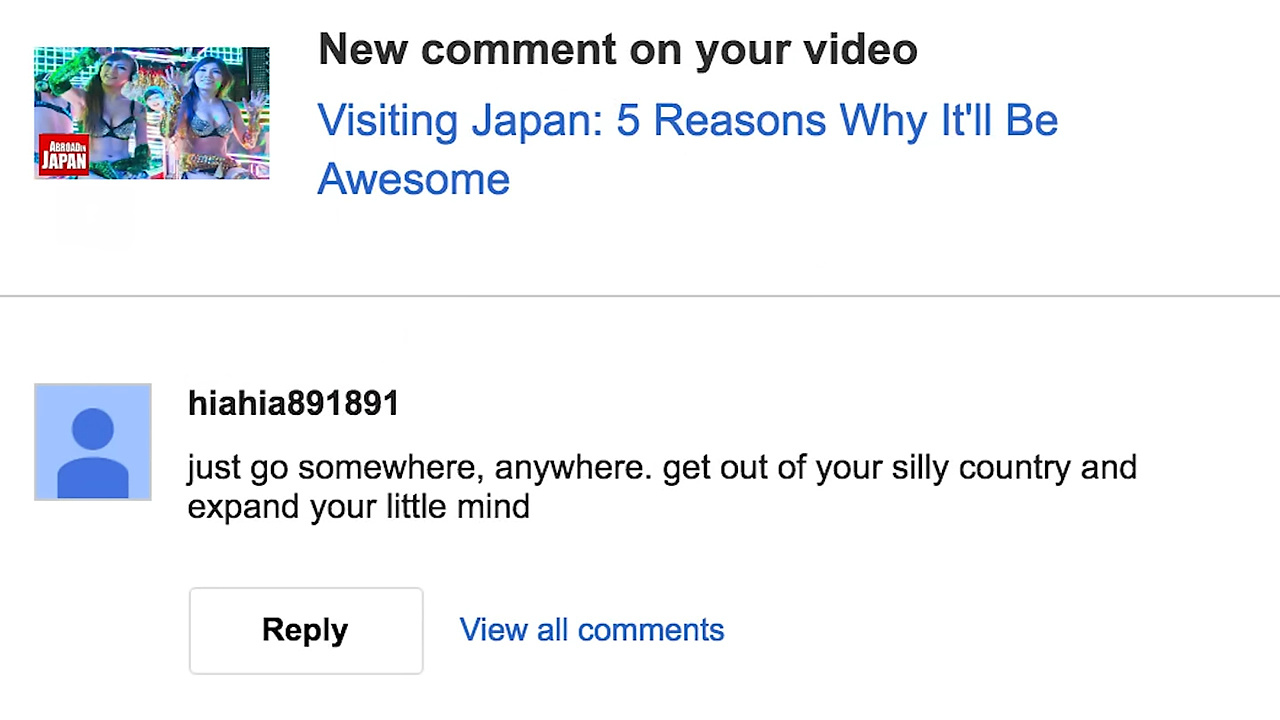 New comment on your video
Visiting Japan: 5 Reasons Why It'll Be
Awesome
ABROAD IN
JAPAN
hiahia891891
just go somewhere, anywhere. get out of your silly country and
expand your little mind
Reply
View all comments